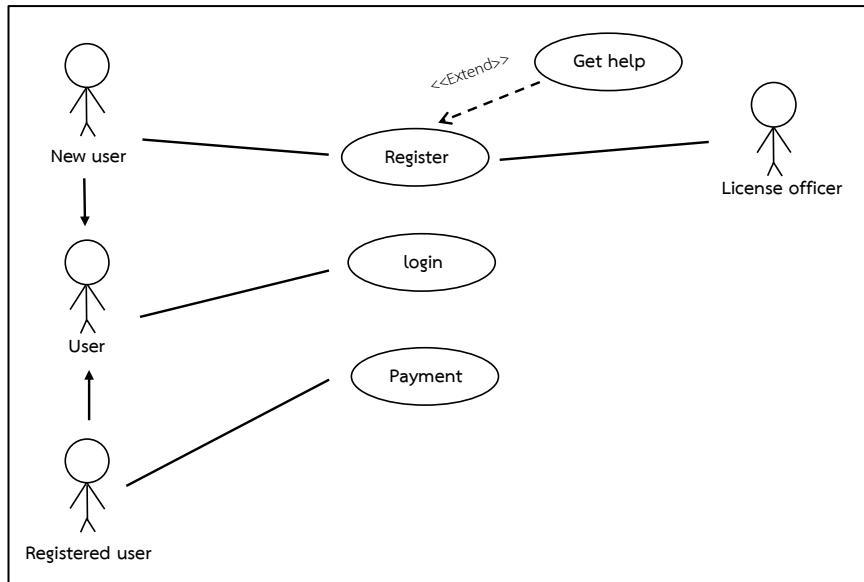 <<Extend>>
Get help
New user
Register
License officer
login
User
Payment
Registered user